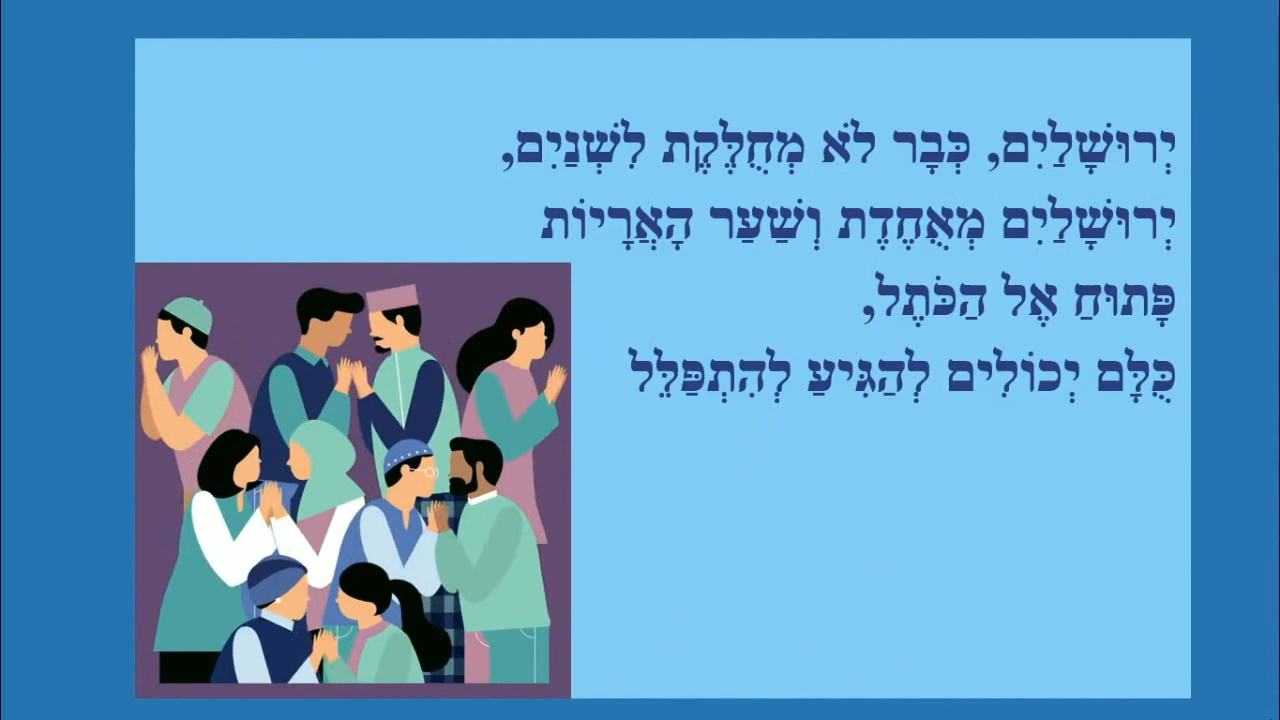 יְרוּשָׁלַיִם, כְּבָר לֹא מְחֻלֶּקֶת לִשְׁנַיִם,
יְרוּשָׁלַיִם מְאֻחֶדֶת וְשַׁעַר הָאֲרָיוֹת
פָּתוּחַ אֶל הַכֹּתֶל,
כֻּלָּם יְכוֹלִים לְהַגִּיעַ לְהִתְפַּלֵּל